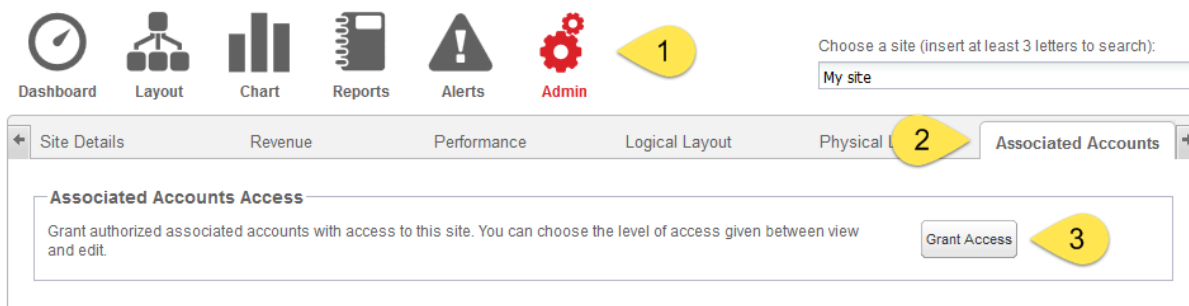 Dashboard Layout Chart Reports Alerts Admin
1
Choose a site (insert at least 3 letters to search):
My site
Site Details Revenue Performance Logical Layout Physical L
2
Associated Accounts
Associated Accounts Access
Grant authorized associated accounts with access to this site. You can choose the level of access given between view
and edit.
Grant Access
3